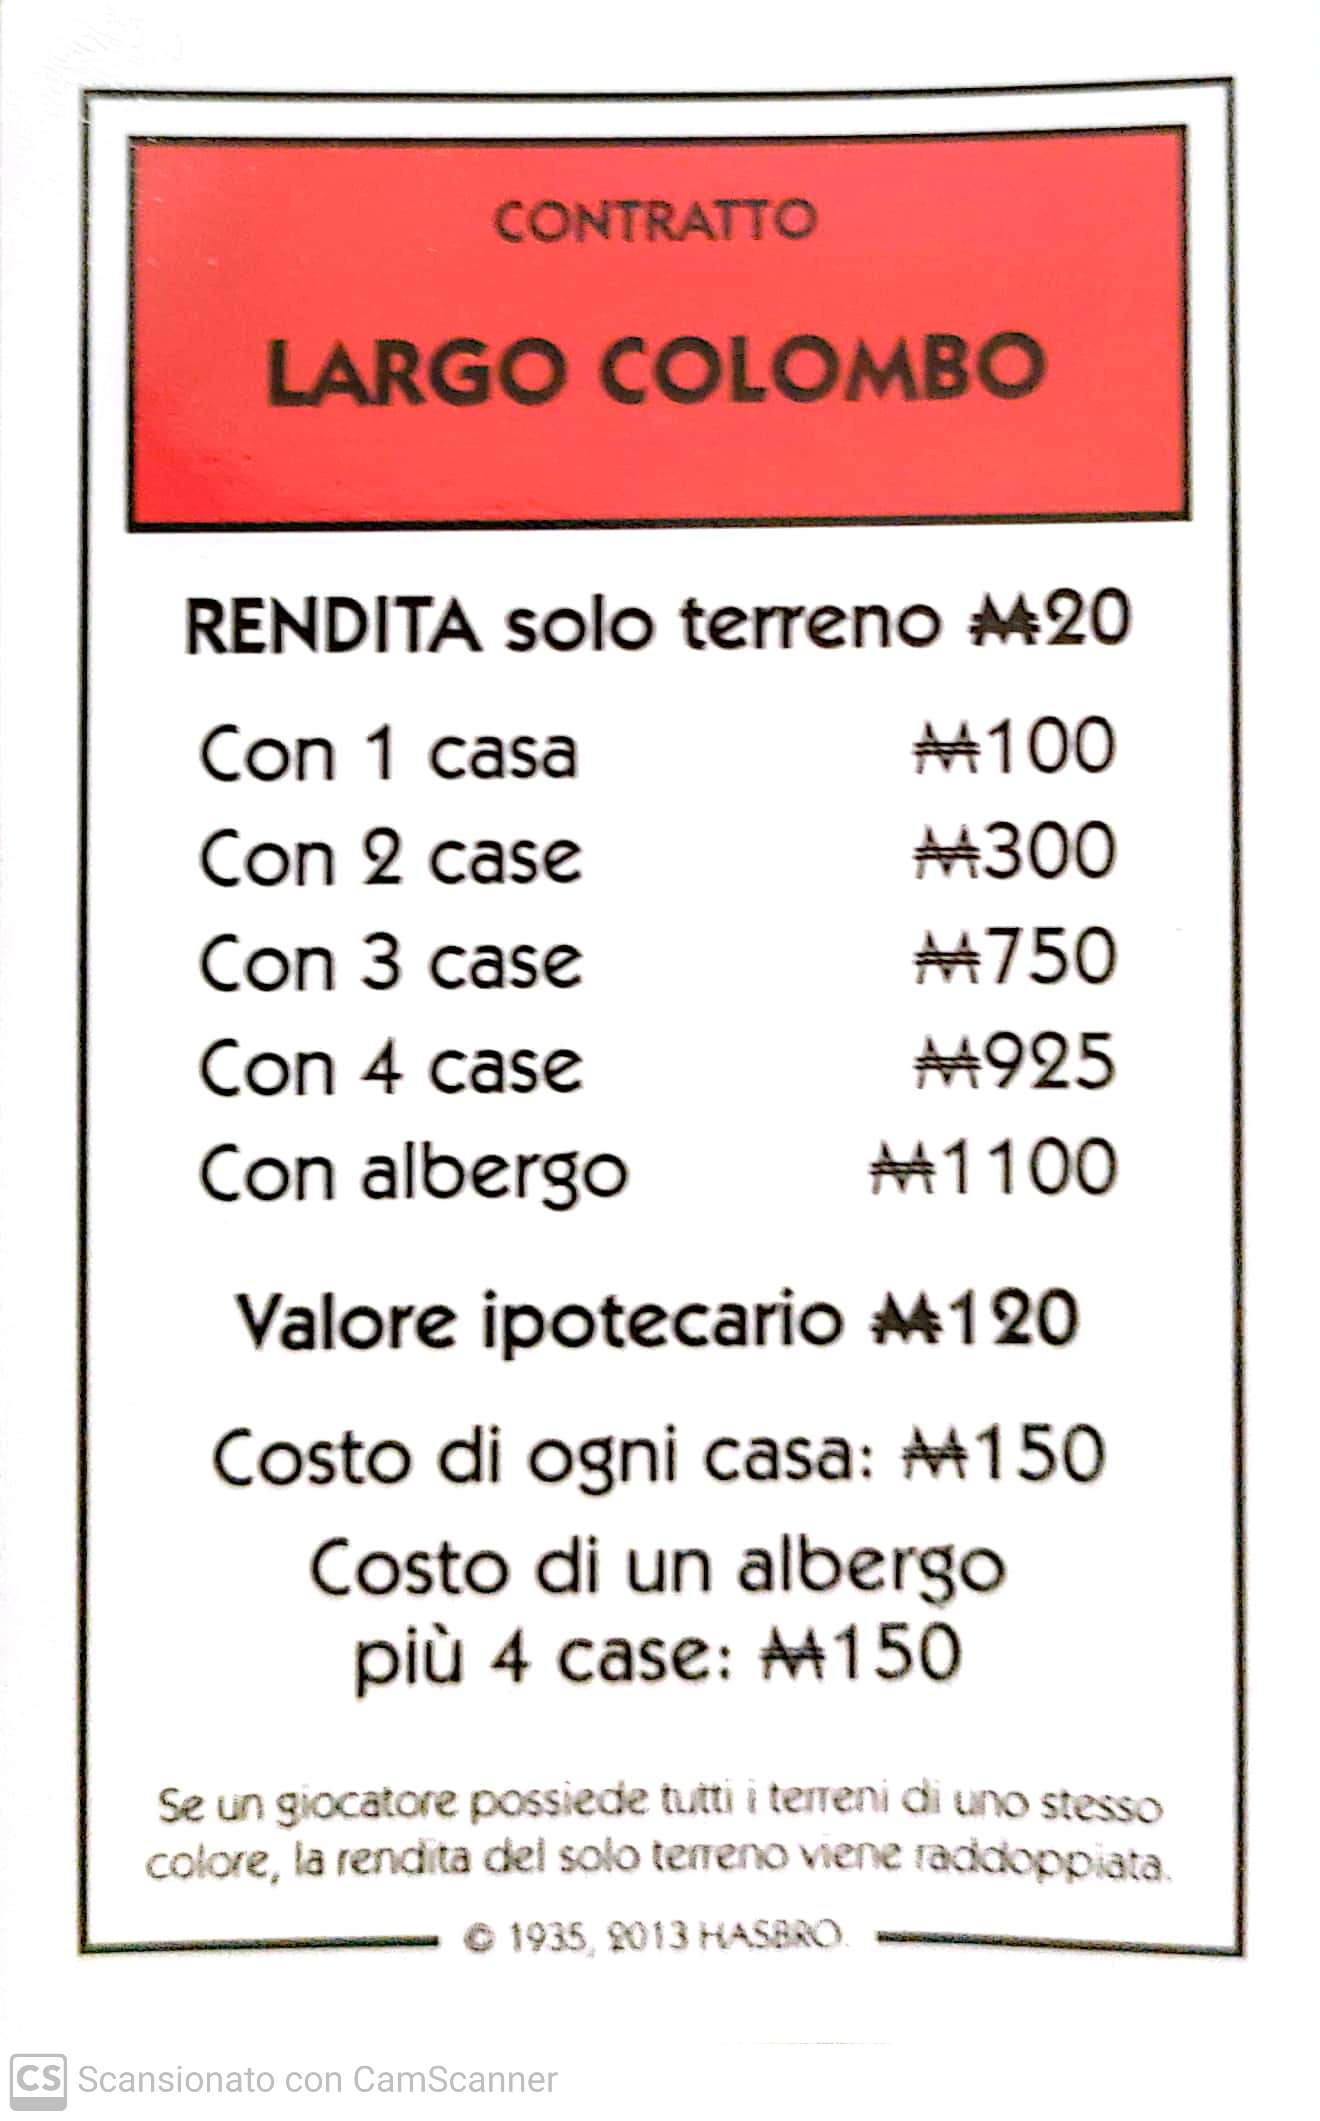 CONTRATTO
LARGO COLOMBO
RENDITA solo terreno ₩20
Con 1 casa ₩100
Con 2 case ₩300
Con 3 case ₩750
Con 4 case ₩925
Con albergo ₩1100
Valore ipotecario ₩120
Costo di ogni casa: ₩150
Costo di un albergo
più 4 case: ₩150
Se un giocatore possiede tutti i terreni di uno stesso
colore, la rendita del solo terreno viene raddoppiata.
© 1935, 2013 HASBRO.
CS Scansionato con CamScanner